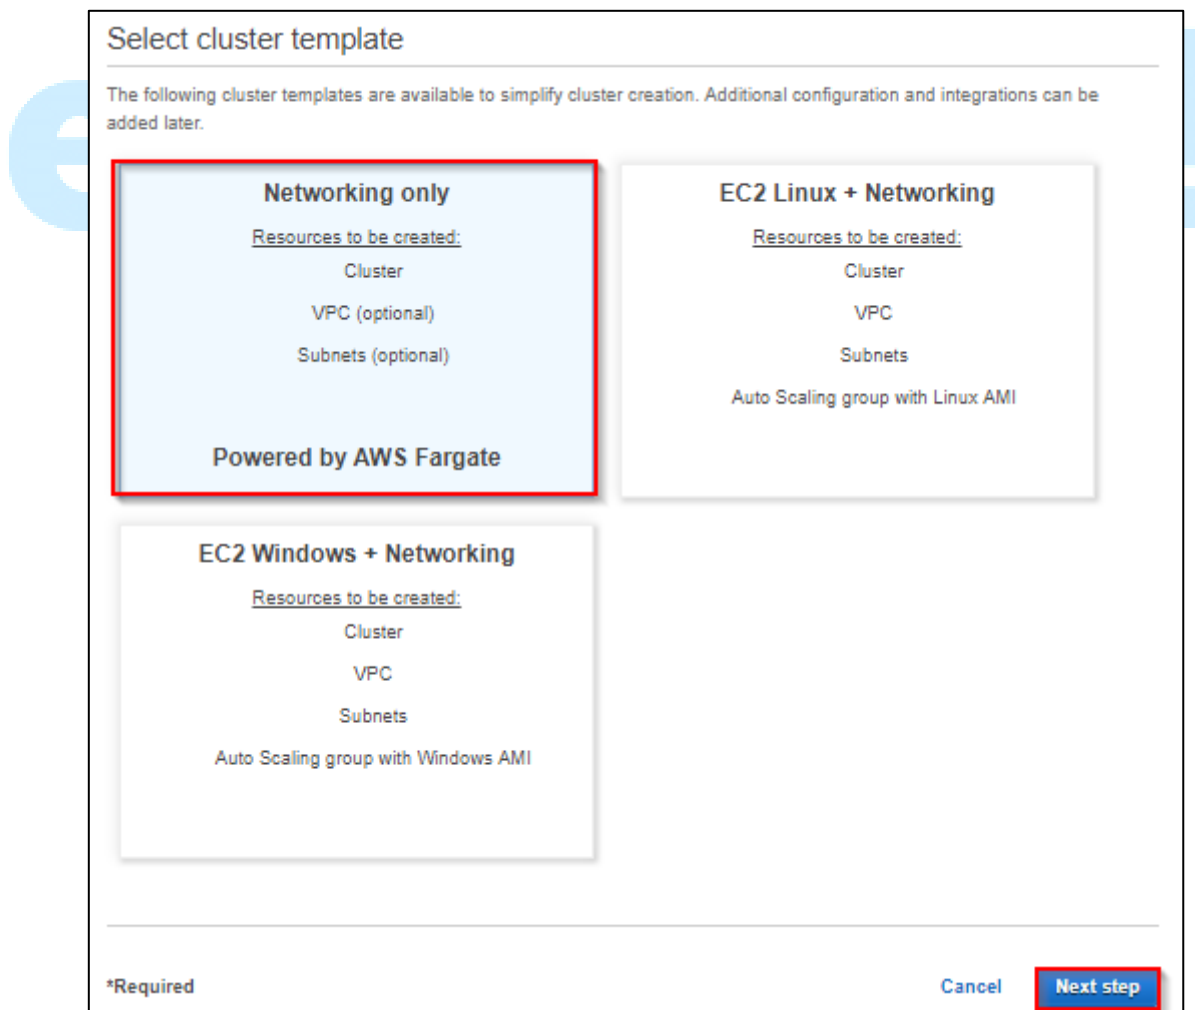 Select cluster template
The following cluster templates are available to simplify cluster creation. Additional configuration and integrations can be
added later.
Networking only
Resources to be created:
Cluster
VPC (optional)
Subnets (optional)
Powered by AWS Fargate
EC2 Linux + Networking
Resources to be created:
Cluster
VPC
Subnets
Auto Scaling group with Linux AMI
EC2 Windows + Networking
Resources to be created:
Cluster
VPC
Subnets
Auto Scaling group with Windows AMI
*Required
Cancel
Next step